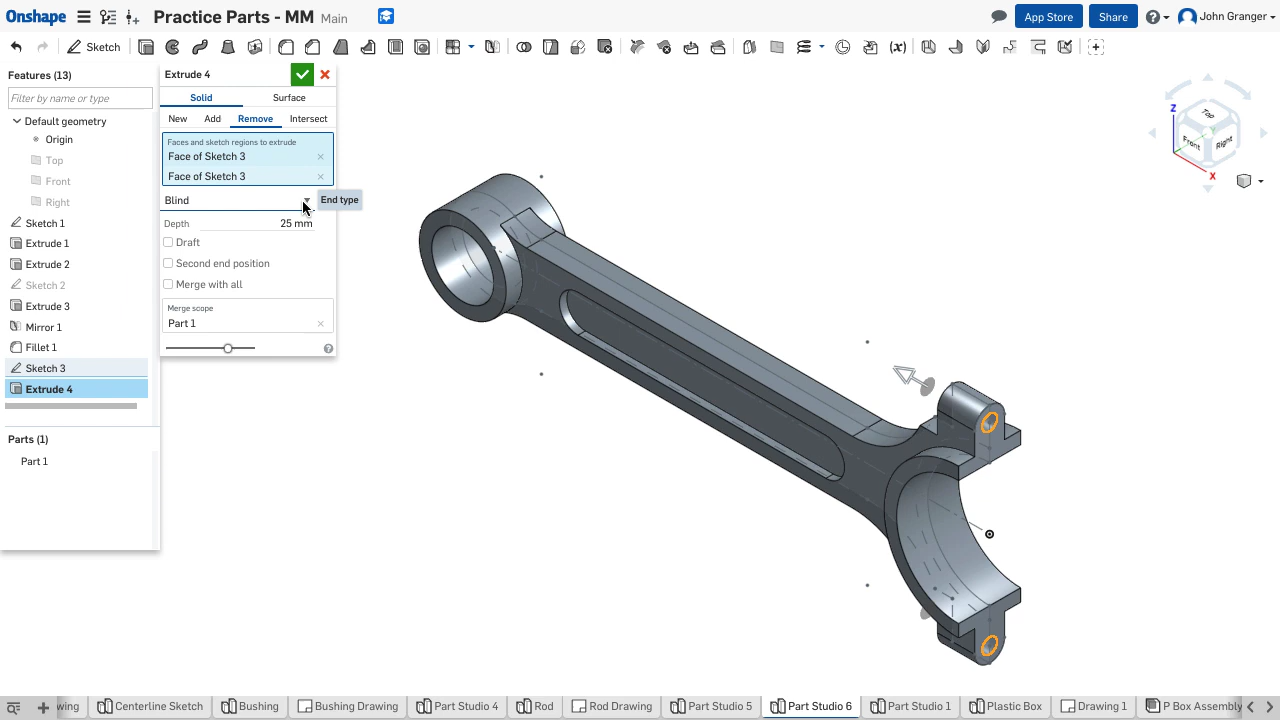 Onshape
Practice Parts - MM
Main
App Store
Share
John Granger
Sketch
Features (13)
Filter by name or type
Default geometry
Origin
Top
Front
Right
Sketch 1
Extrude 1
Extrude 2
Sketch 2
Extrude 3
Mirror 1
Fillet 1
Sketch 3
Extrude 4
Parts (1)
Part 1
Extrude 4
Solid
Surface
New
Add
Remove
Intersect
Faces and sketch regions to extrude
Face of Sketch 3
Face of Sketch 3
Blind
End type
Depth
25 mm
Draft
Second end position
Merge with all
Merge scope
Part 1
Z
Top
Front
Right
X
wing
Centerline Sketch
Bushing
Bushing Drawing
Part Studio 4
Rod
Rod Drawing
Part Studio 5
Part Studio 6
Part Studio 1
Plastic Box
Drawing 1
P Box Assembly